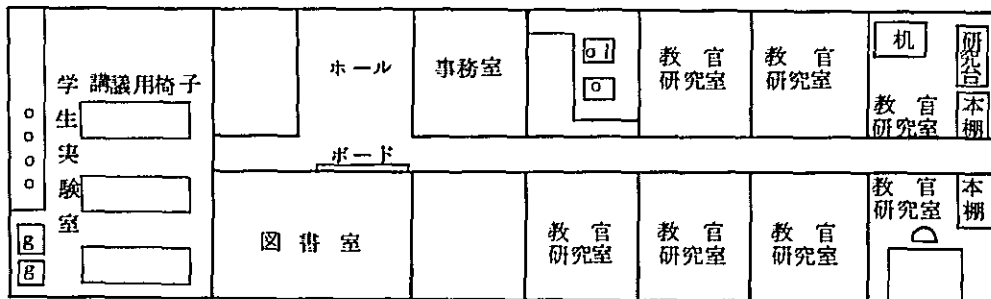 学生実験室
講議用椅子
o
o
o
o
g
g
ホール
ボード
図書室
事務室
o l
o
教官
研究室
教官
研究室
机
研究台
教官
研究室
本棚
教官
研究室
教官
研究室
教官
研究室
教官
研究室
本棚